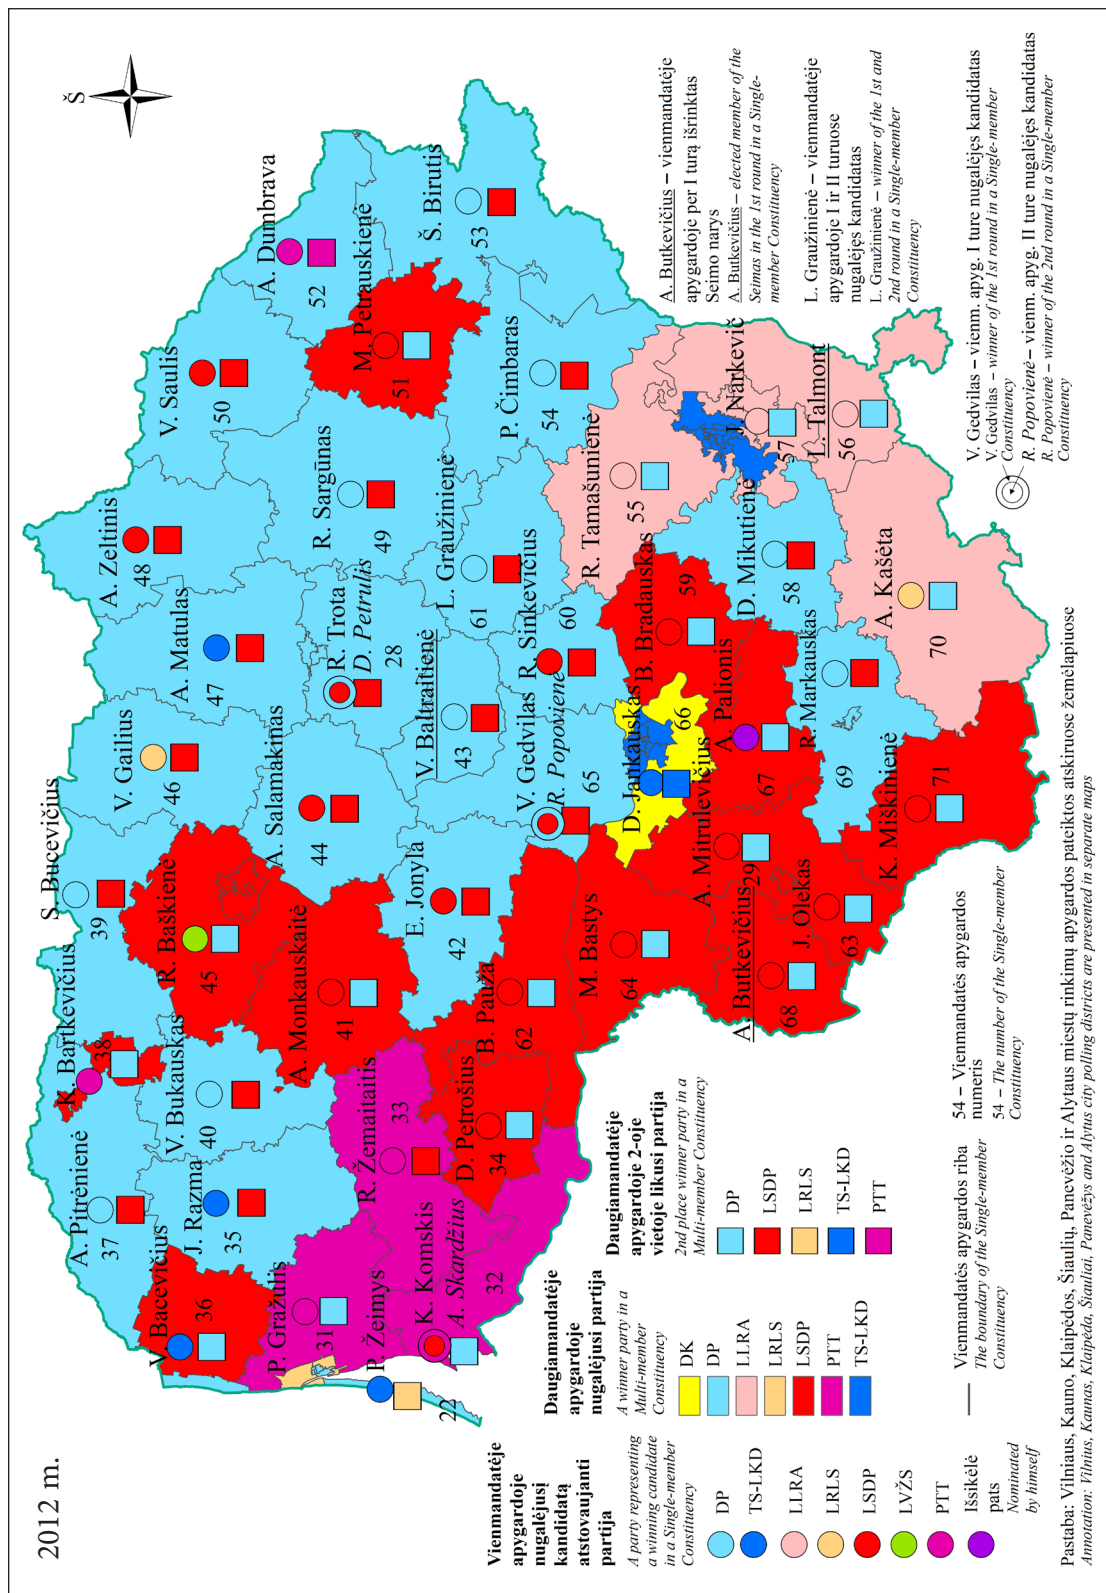 2012 m.
Š
A. Pitrėnienė
37
K. Bartkevičius
38
S. Bucevičius
39
V. Gailius
46
A. Zeltinis
48
V. Saulis
50
A. Dumbrava
52
V. Bacevičius
36
J. Razma
35
V. Bukauskas
40
R. Baškienė
45
A. Matulas
47
R. Sargūnas
49
M. Petrauskienė
51
Š. Birutis
53
P. Gražulis
31
R. Žemaitaitis
33
A. Monkauskaitė
41
A. Salamakinas
44
R. Trota
D. Petrulis
28
L. Graužinienė
61
P. Čimbaras
54
P. Žeimys
22
K. Komskis
A. Skardžius
32
D. Petrošius
34
B. Pauža
62
E. Jonyla
42
V. Baltraitienė
43
V. Gedvilas
R. Popovienė
65
R. Sinkevičius
60
R. Tamašunienė
55
J. Narkevič
57
L. Talmont
56
M. Bastys
64
D. Jankauskas
66
B. Bradauskas
59
D. Mikutienė
58
A. Mitrulevičius
29
A. Palionis
67
R. Markauskas
69
A. Kašėta
70
A. Butkevičius
68
J. Olekas
63
K. Miškinienė
71
A. Butkevičius – vienmandatėje
apygardoje per I turą išrinktas
Seimo narys
A. Butkevičius – elected member of the
Seimas in the 1st round in a Single-
member Constituency
L. Graužinienė – vienmandatėje
apygardoje I ir II turuose
nugalėjęs kandidatas
L. Graužinienė – winner of the 1st and
2nd round in a Single-member
Constituency
V. Gedvilas – vienm. apyg. I ture nugalėjęs kandidatas
V. Gedvilas – winner of the 1st round in a Single-member
Constituency
R. Popovienė – vienm. apyg. II ture nugalėjęs kandidatas
R. Popovienė – winner of the 2nd round in a Single-member
Constituency
Vienmandatėje
apygardoje
nugalėjusį
kandidatą
atstovaujanti
partija
A party representing
a winning candidate
in a Single-member
Constituency
DP
TS-LKD
LLRA
LRLS
LSDP
LVŽS
PTT
Išsikėlė
pats
Nominated
by himself
Daugiamandatėje
apygardoje
nugalėjusi partija
A winner party in a
Multi-member
Constituency
DK
DP
LLRA
LRLS
LSDP
PTT
TS-LKD
Daugiamandatėje
apygardoje 2-oje
vietoje likusi partija
2nd place winner party in a
Multi-member Constituency
DP
LSDP
LRLS
TS-LKD
PTT
Vienmandatės apygardos riba
The boundary of the Single-member
Constituency
54 – Vienmandatės apygardos
numeris
54 – The number of the Single-member
Constituency
Pastaba: Vilniaus, Kauno, Klaipėdos, Šiaulių, Panevėžio ir Alytaus miestų rinkimų apygardos pateiktos atskiruose žemėlapiuose
Annotation: Vilnius, Kaunas, Klaipėda, Šiauliai, Panevėžys and Alytus city polling districts are presented in separate maps